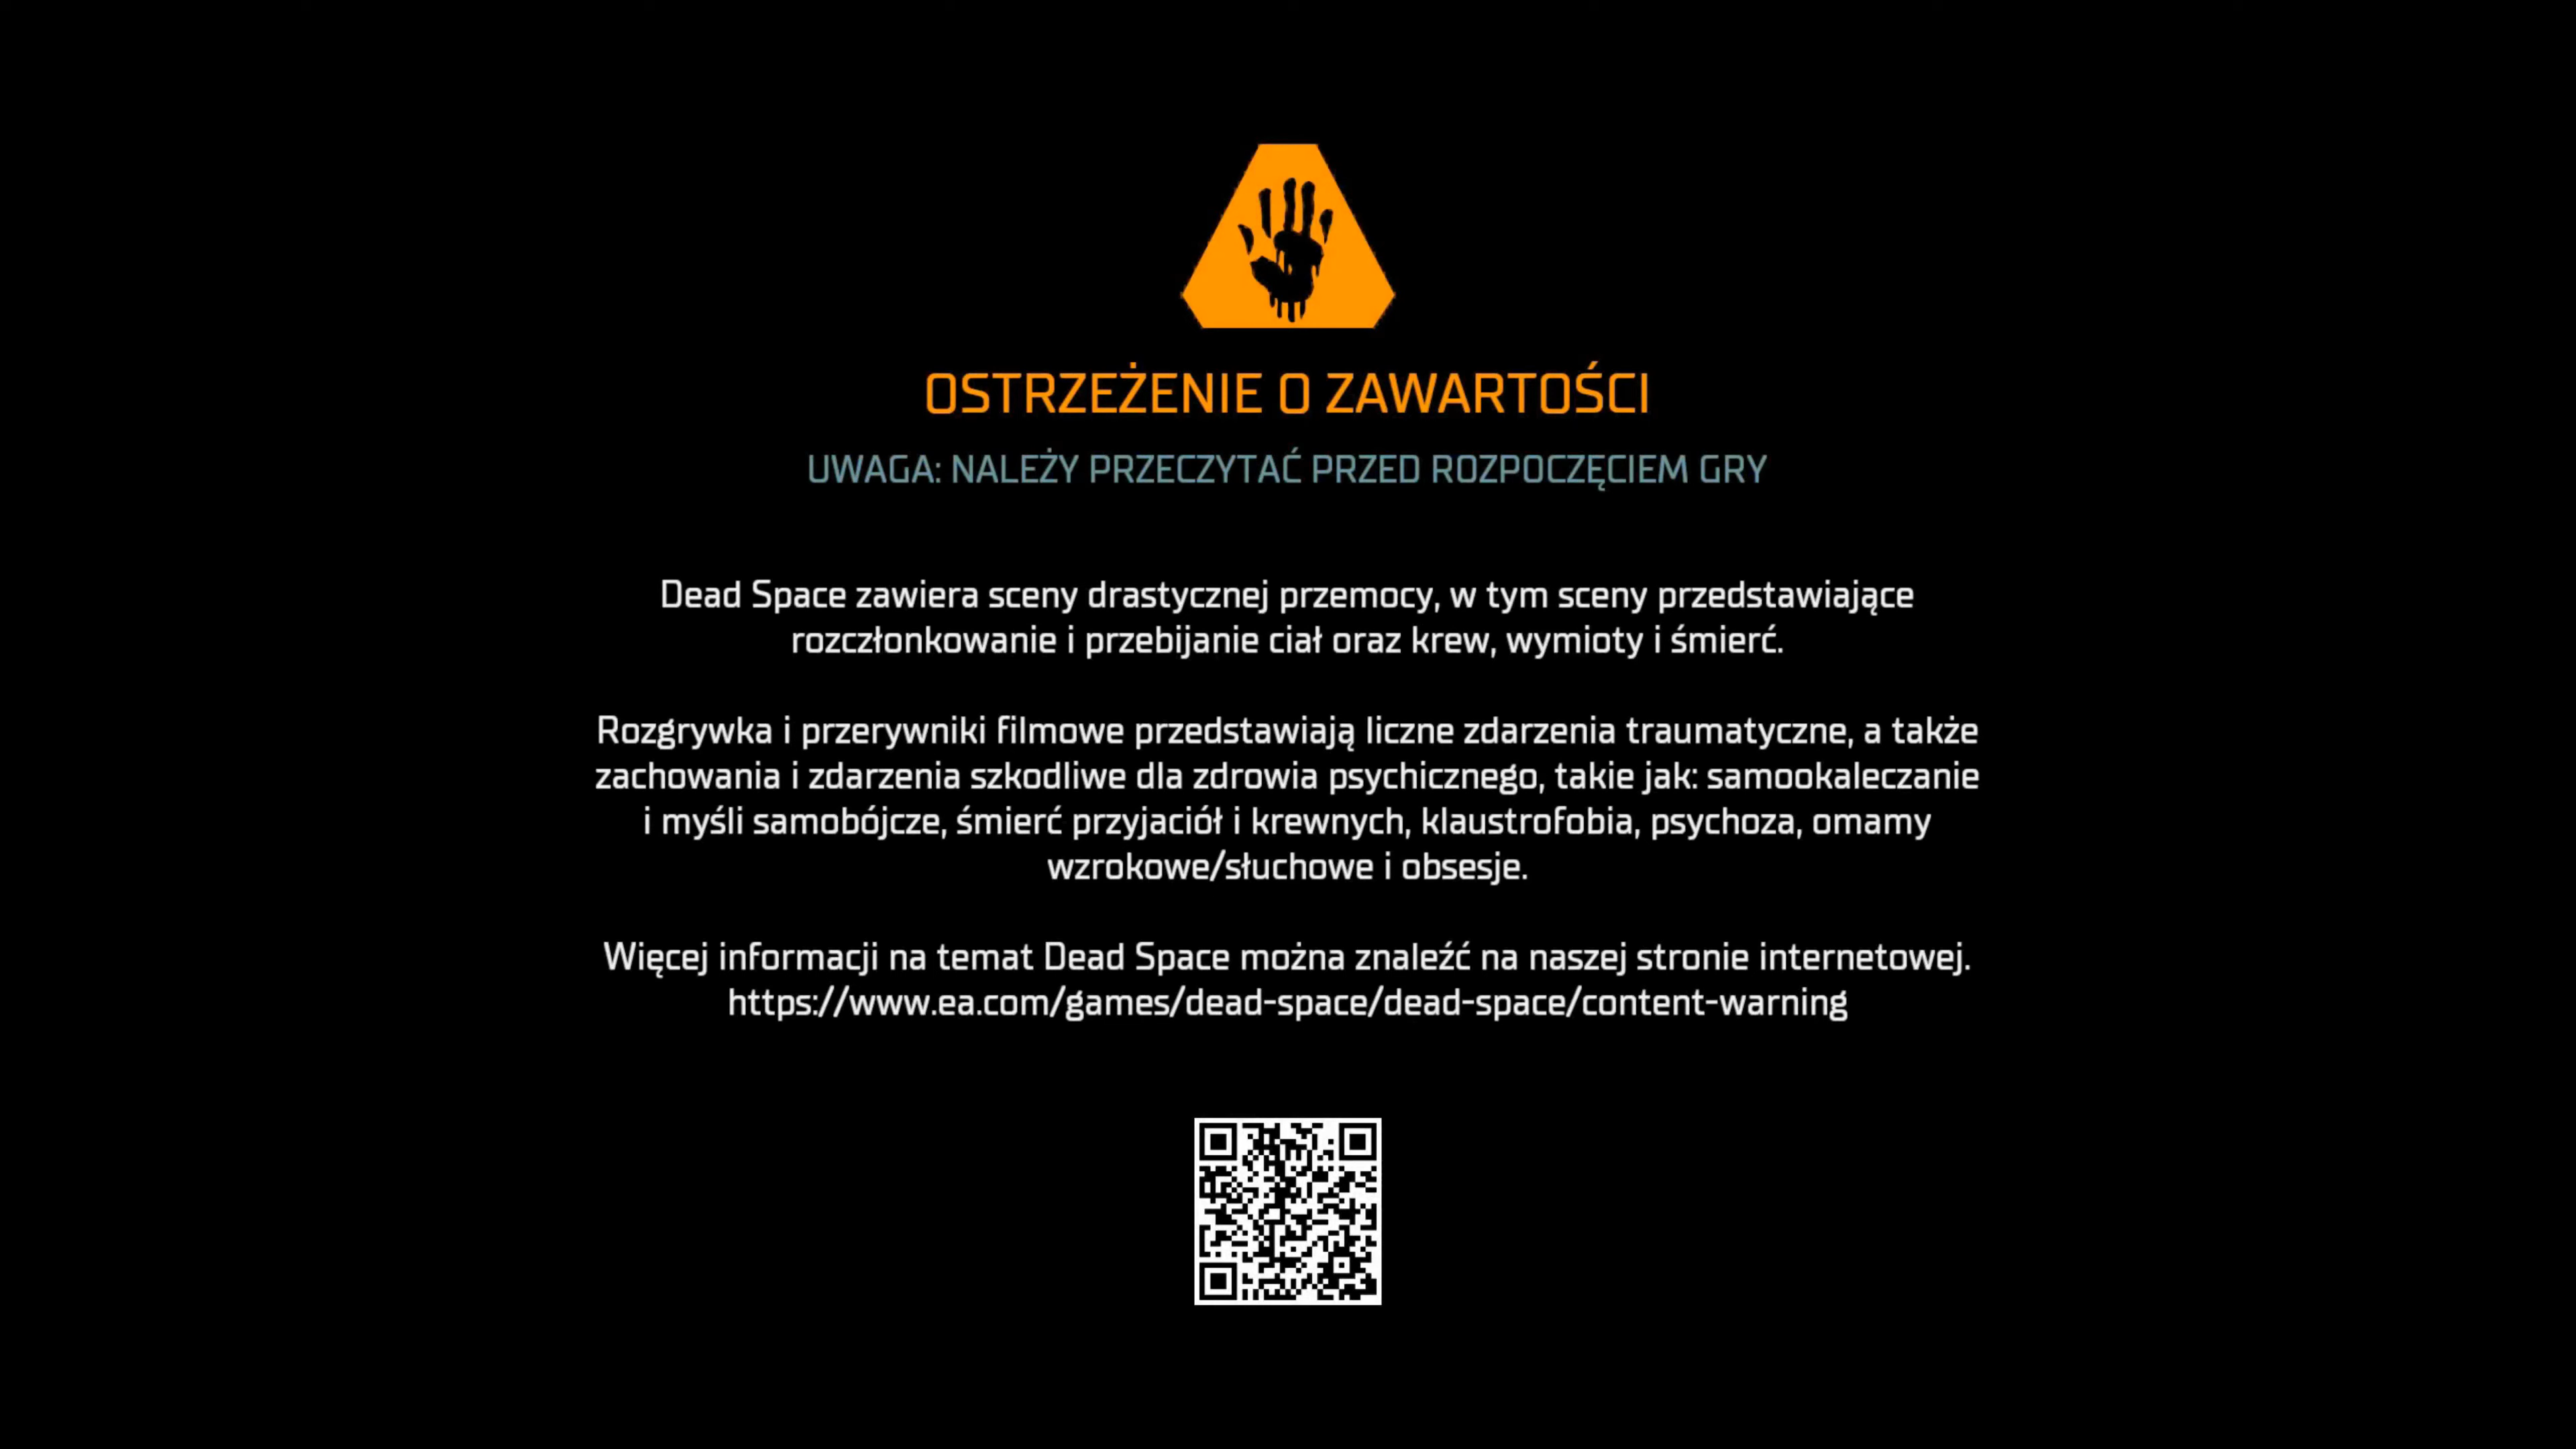 OSTRZEŻENIE O ZAWARTOŚCI
UWAGA: NALEŻY PRZECZYTAĆ PRZED ROZPOCZĘCIEM GRY
Dead Space zawiera sceny drastycznej przemocy, w tym sceny przedstawiające
rozczłonkowanie i przebijanie ciał oraz krew, wymioty i śmierć.
Rozgrywka i przerywniki filmowe przedstawiają liczne zdarzenia traumatyczne, a także
zachowania i zdarzenia szkodliwe dla zdrowia psychicznego, takie jak: samookaleczanie
i myśli samobójcze, śmierć przyjaciół i krewnych, klaustrofobia, psychoza, omamy
wzrokowe/słuchowe i obsesje.
Więcej informacji na temat Dead Space można znaleźć na naszej stronie internetowej.
https://www.ea.com/games/dead-space/dead-space/content-warning